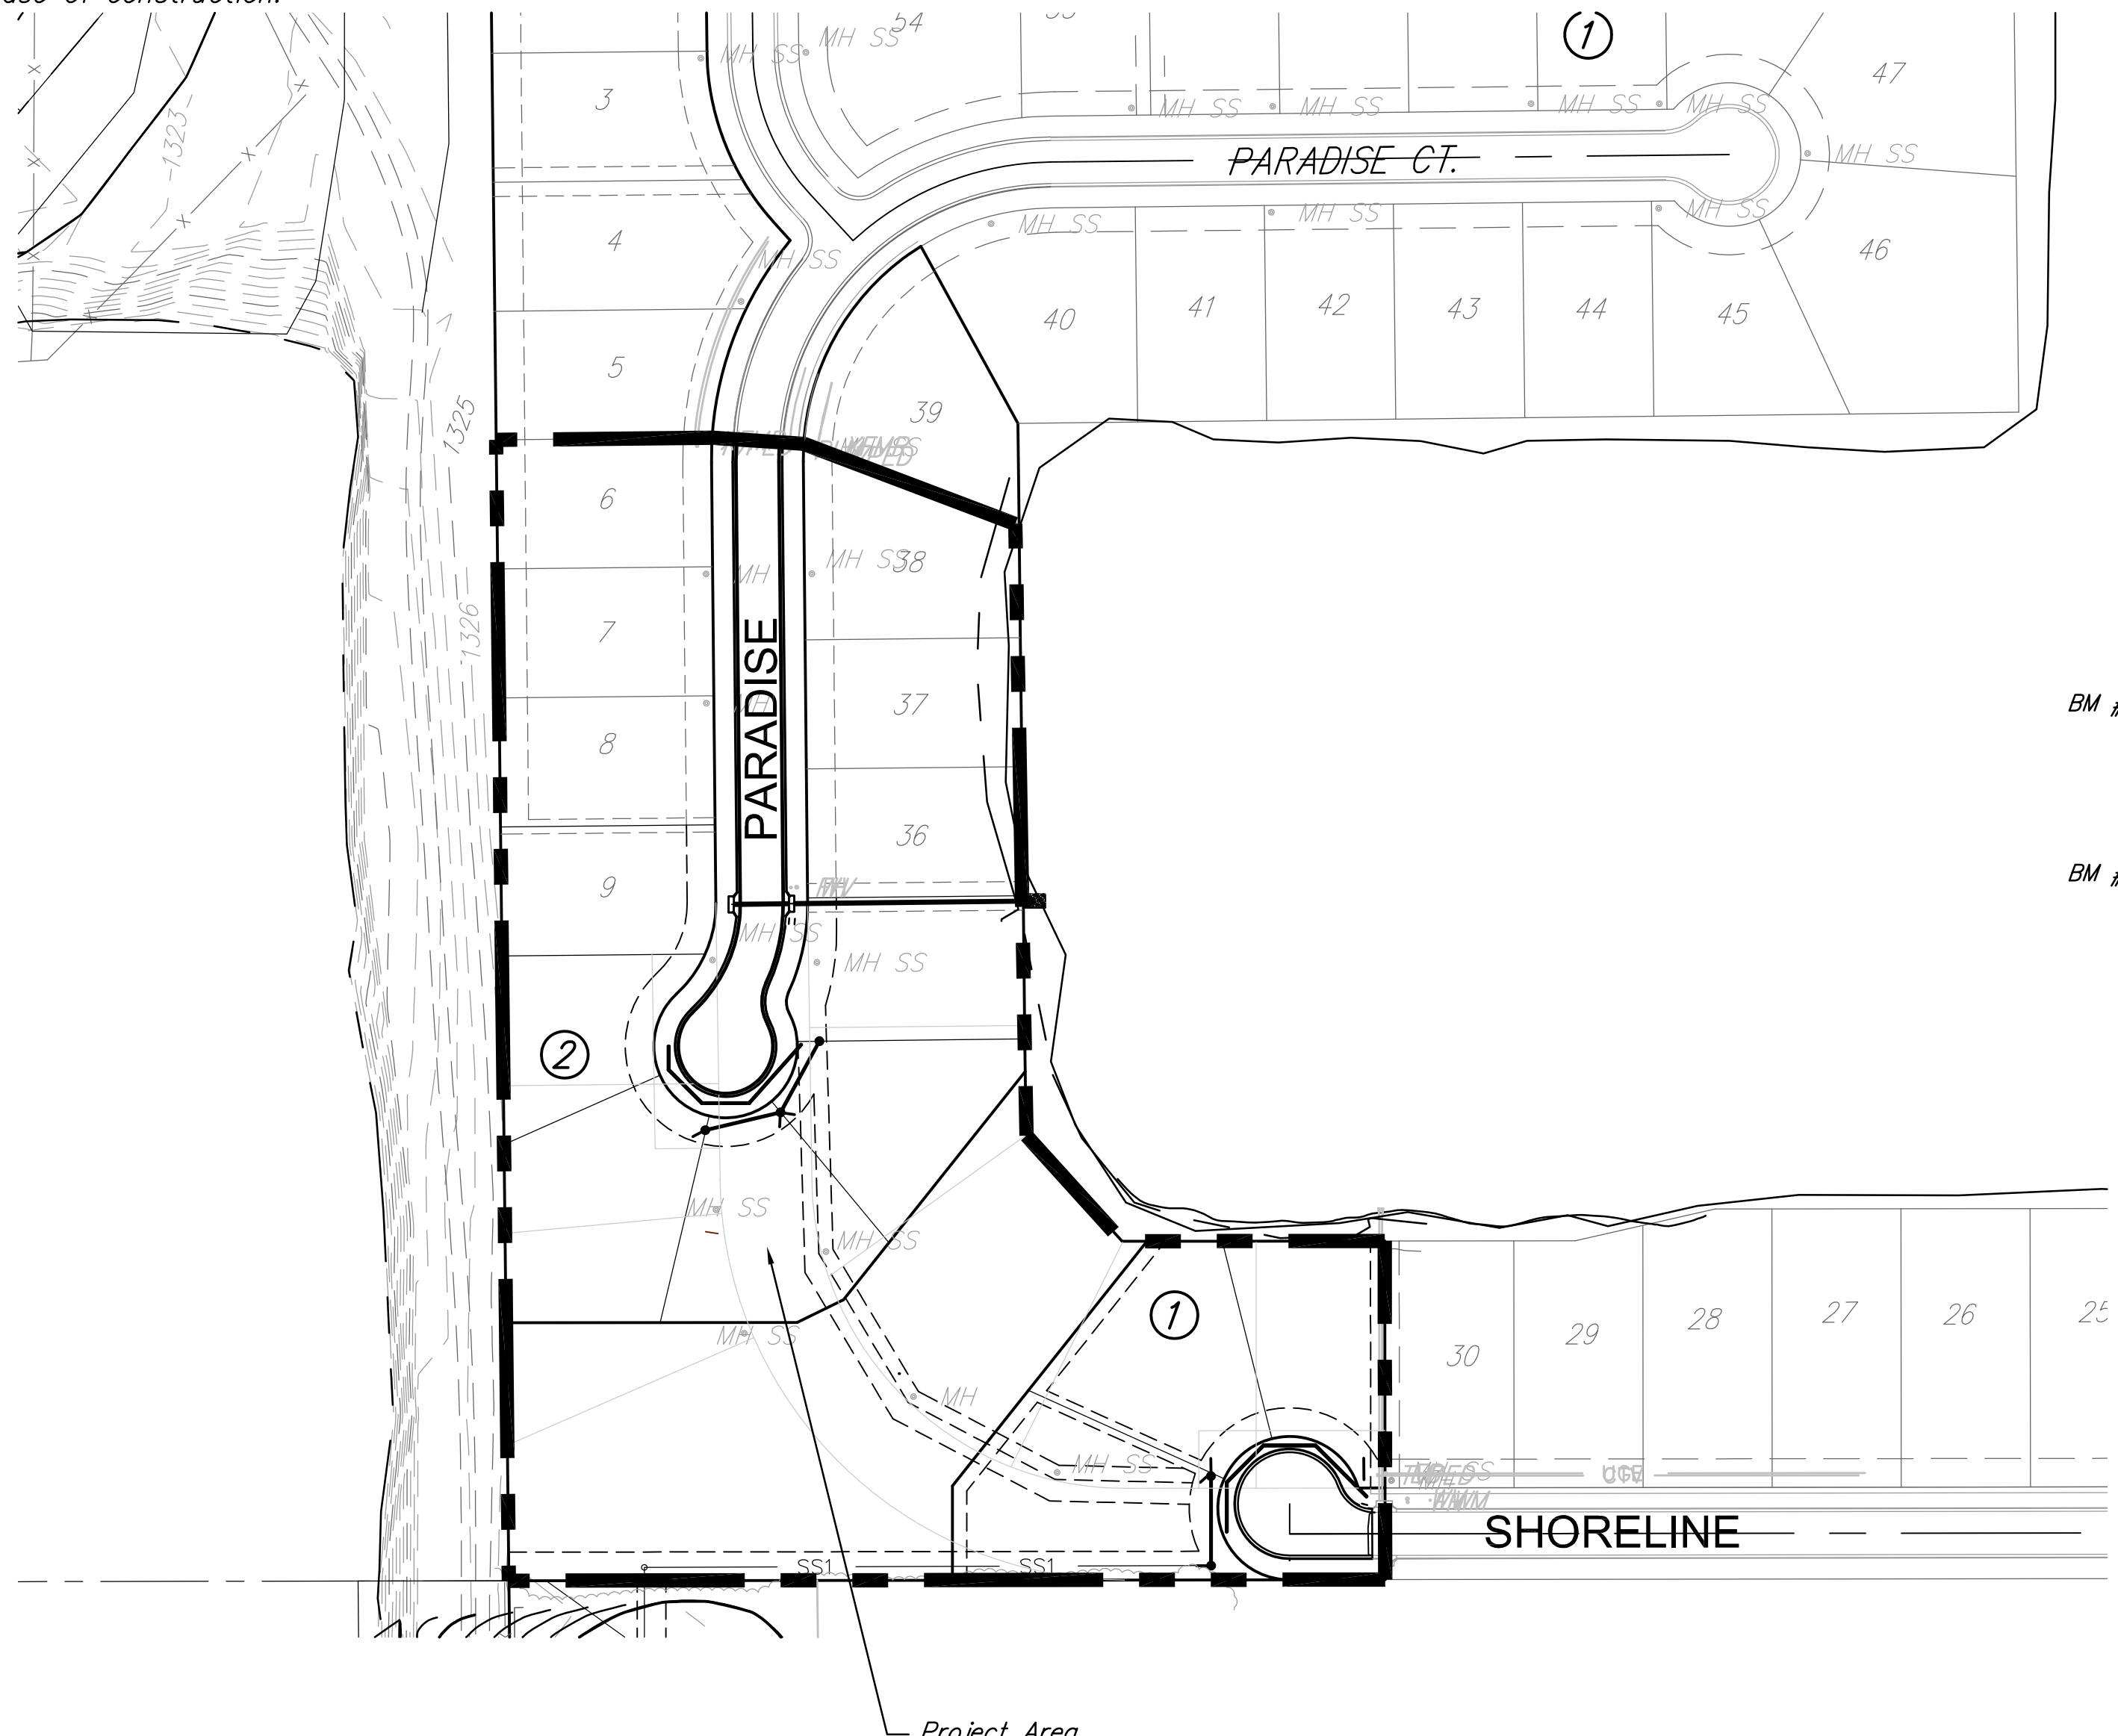 54
1
47
MH SS
MH SS
3
MH SS
MH SS
MH SS
MH SS
1323
MH SS
PARADISE CT.
MH SS
MH SS
MH SS
4
46
MH SS
40
41
42
43
44
45
5
39
1325
6
MH SS
38
MH
7
1326
PARADISE
37
MH
BM
8
36
BM
9
MH SS
MH SS
2
MH SS
MH SS
1
30
29
28
27
26
25
MH SS
MH
MH SS
SHORELINE
SS1
SS1
Project Area